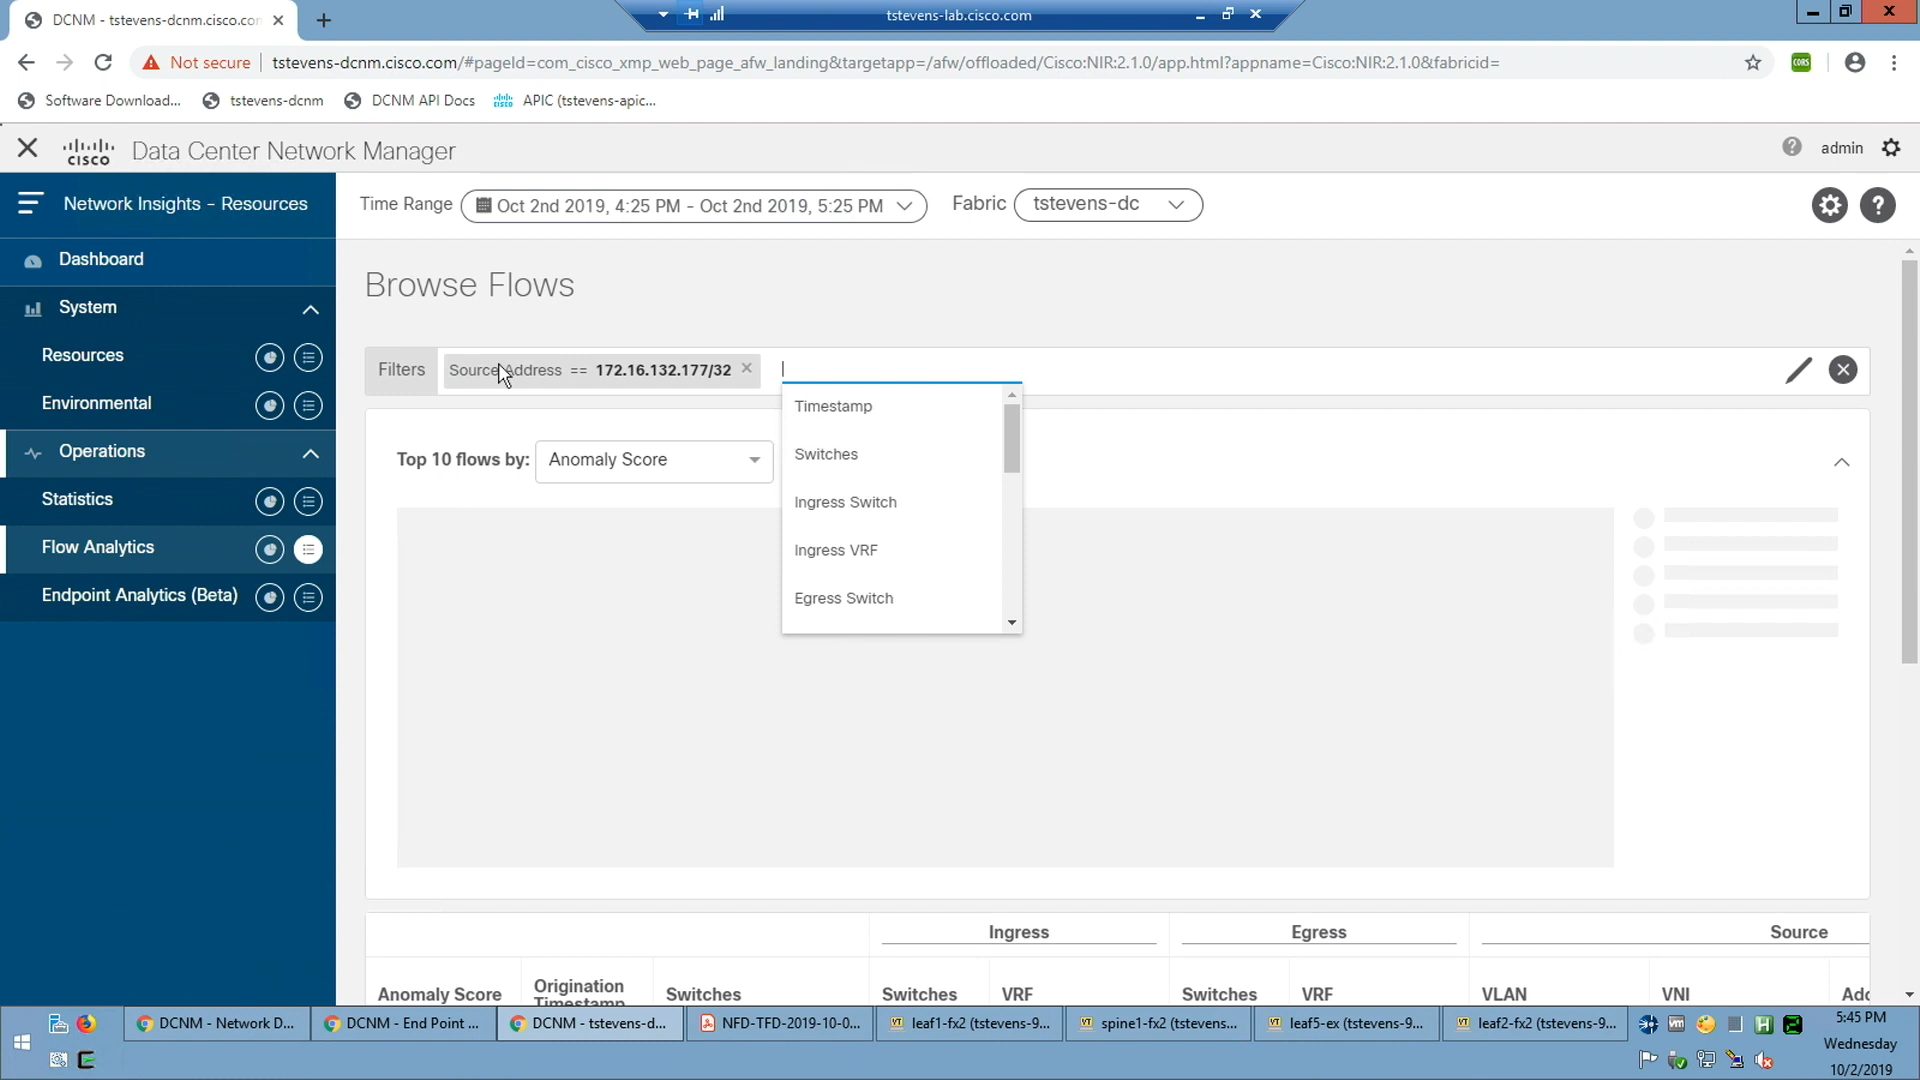 DCNM - tstevens-dcnm.cisco.con
tstevens-lab.cisco.com
Not secure
tstevens-dcnm.cisco.com/#pageId=com_cisco_xmp_web_page_afw_landing&targetapp=/afw/offloaded/Cisco:NIR:2.1.0/app.html?appname=Cisco:NIR:2.1.0&fabricid=
CORS
Software Download...
tstevens-dcnm
DCNM API Docs
APIC (tstevens-apic...
CISCO
Data Center Network Manager
admin
Network Insights - Resources
Time Range
Oct 2nd 2019, 4:25 PM - Oct 2nd 2019, 5:25 PM
Fabric
tstevens-dc
Dashboard
System
Resources
Environmental
Operations
Statistics
Flow Analytics
Endpoint Analytics (Beta)
Browse Flows
Filters
Source Address == 172.16.132.177/32
Timestamp
Switches
Ingress Switch
Ingress VRF
Egress Switch
Top 10 flows by:
Anomaly Score
Ingress
Egress
Source
Anomaly Score
Origination
Timestamp
Switches
Switches
VRF
Switches
VRF
VLAN
VNI
Adc
DCNM - Network D...
DCNM - End Point ...
DCNM - tstevens-d...
NFD-TFD-2019-10-0...
leaf1-fx2 (tstevens-9...
spine1-fx2 (tstevens...
leaf5-ex (tstevens-9...
leaf2-fx2 (tstevens-9...
5:45 PM
Wednesday
10/2/2019